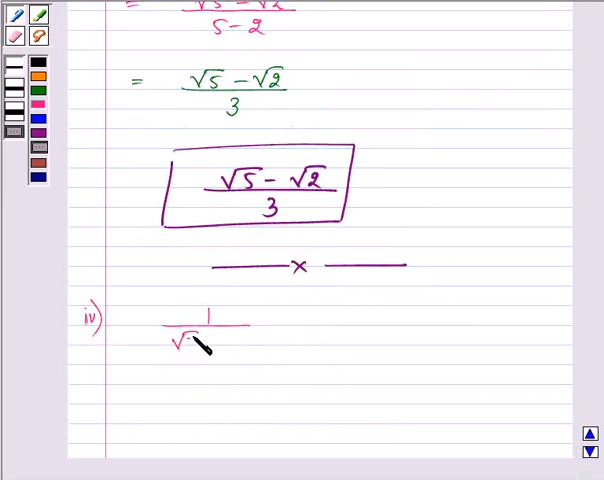 = √5 − √2 / 5 − 2
= √5 − √2 / 3
√5 − √2 / 3
x
iv) 1 / √